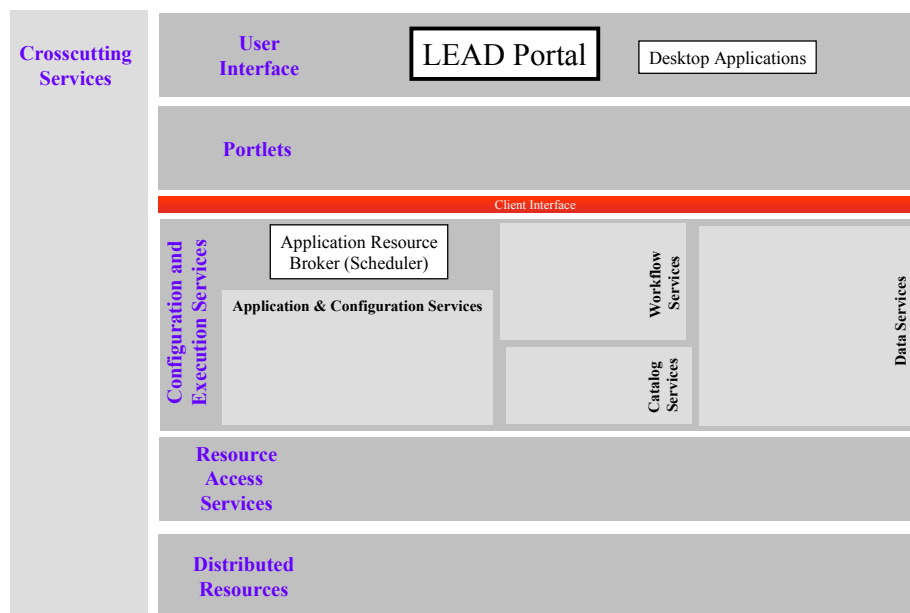 Crosscutting
Services
User
Interface
LEAD Portal
Desktop Applications
Portlets
Client Interface
Configuration and
Execution Services
Application Resource
Broker (Scheduler)
Application & Configuration Services
Workflow
Services
Catalog
Services
Data Services
Resource
Access
Services
Distributed
Resources